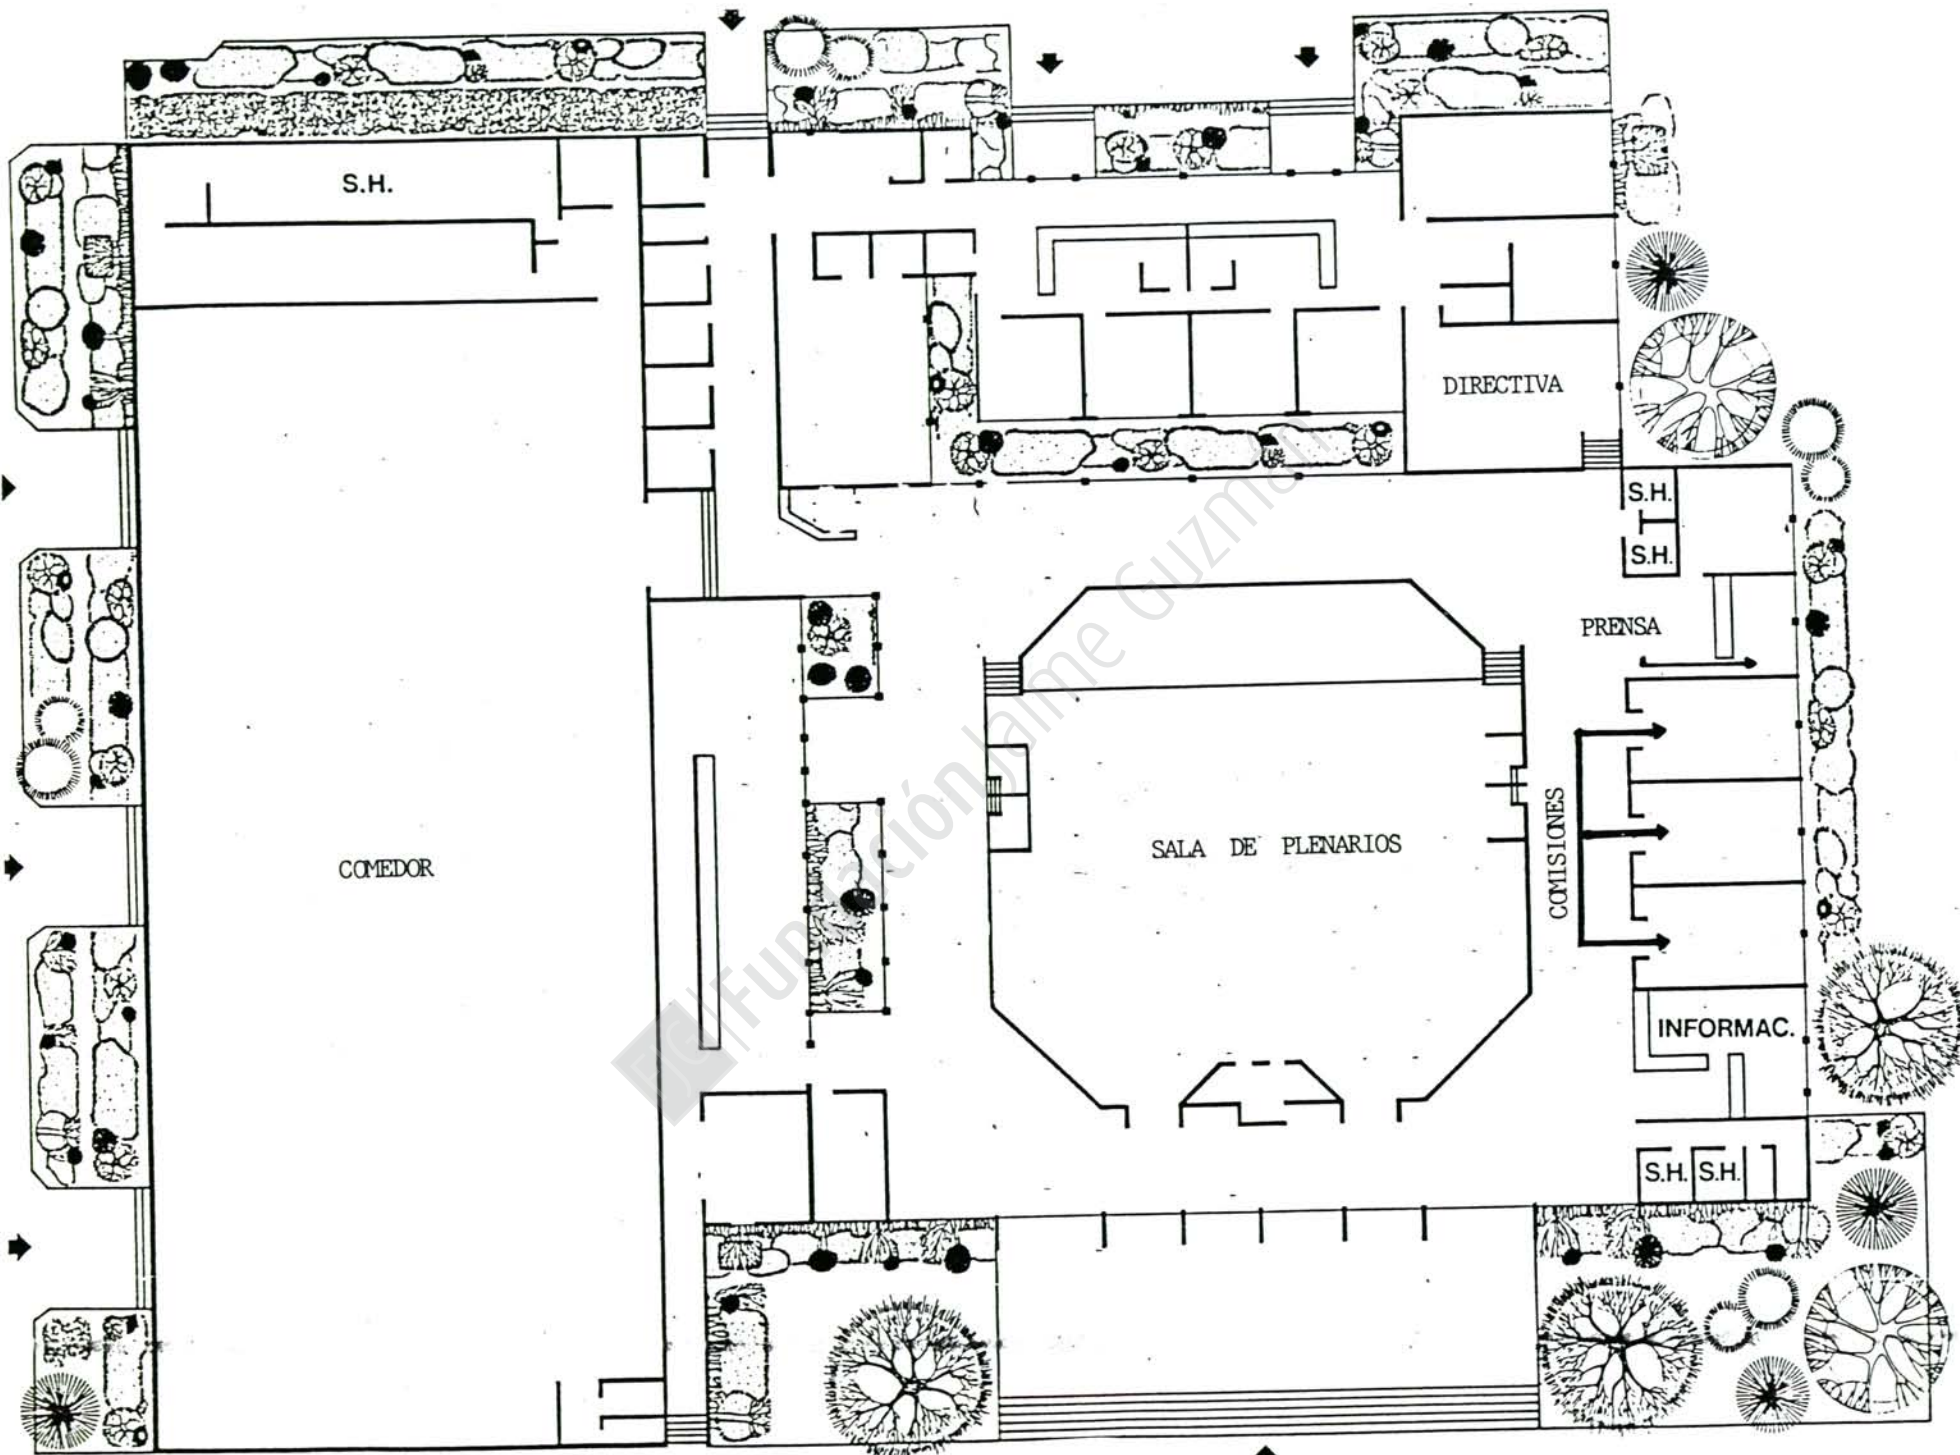 S.H.
DIRECTIVA
S.H.
S.H.
PRENSA
COMEDOR
SALA DE PLENARIOS
COMISIONES
INFORMAC.
S.H.
S.H.
Fundación Jaime Guzmán